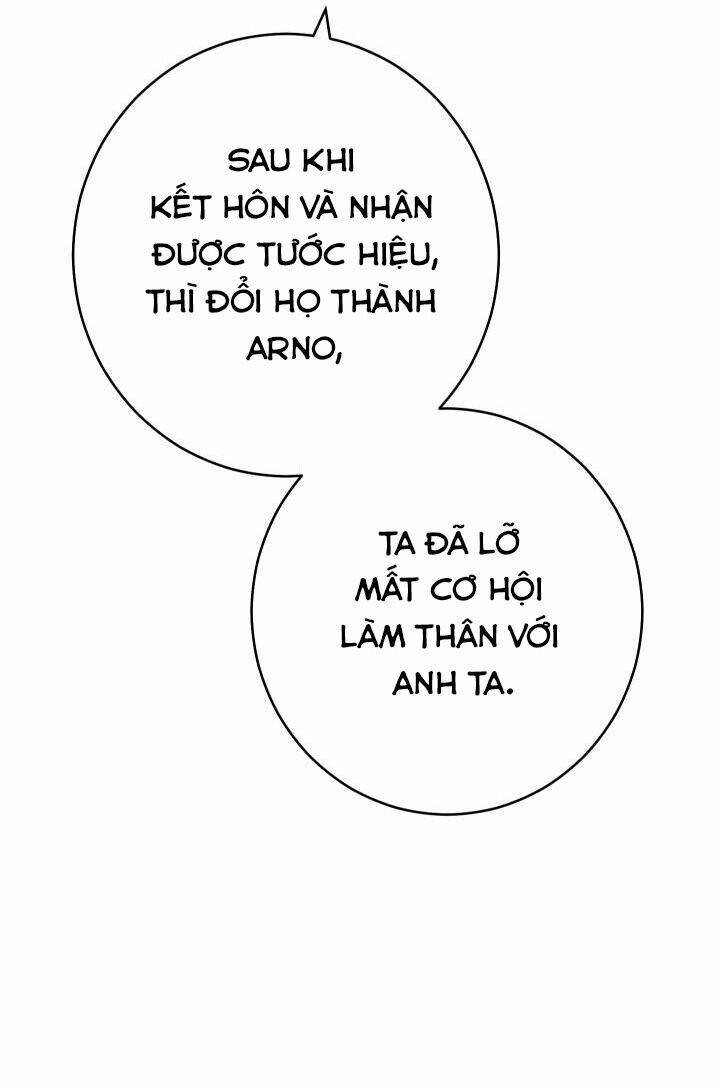 SAU KHI
KẾT HÔN VÀ NHẬN
ĐƯỢC TƯỚC HIỆU,
THÌ ĐỔI HỌ THÀNH
ARNO,
TA ĐÃ LỠ
MẤT CƠ HỘI
LÀM THÂN VỚI
ANH TA.